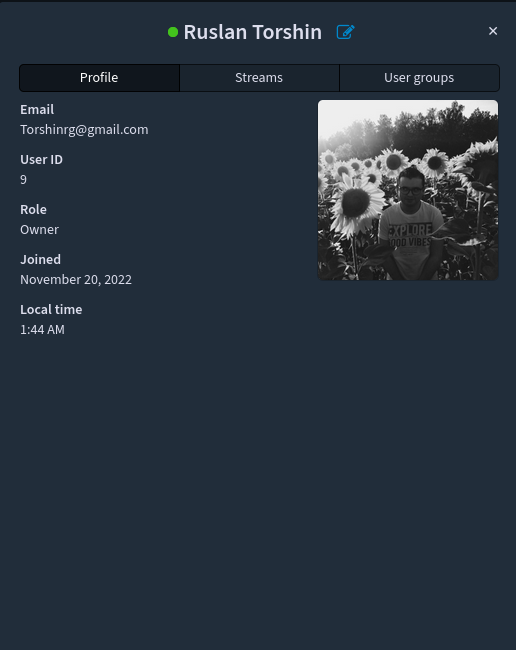 Ruslan Torshin
Profile
Streams
User groups
Email
Torshinrg@gmail.com
User ID
9
Role
Owner
Joined
November 20, 2022
Local time
1:44 AM
EXPLORE
GOOD VIBES